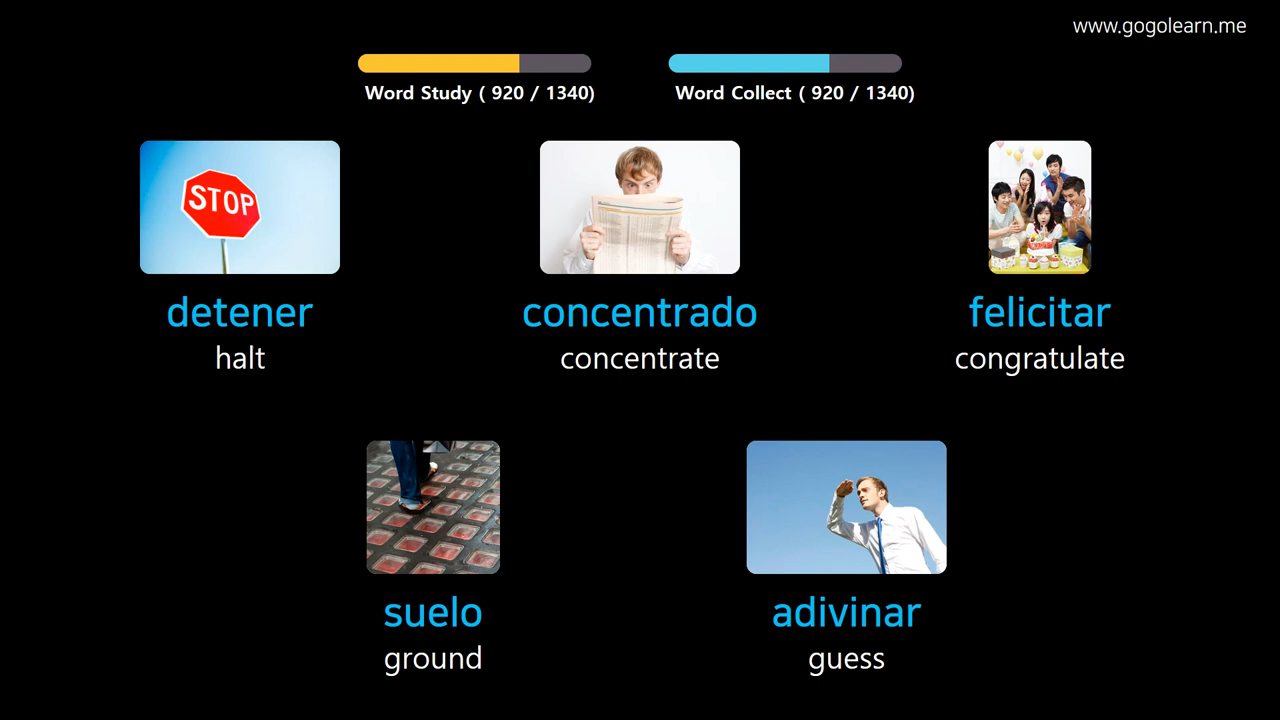 www.gogolearn.me
Word Study ( 920 / 1340)
Word Collect ( 920 / 1340)
STOP
detener
halt
concentrado
concentrate
felicitar
congratulate
suelo
ground
adivinar
guess